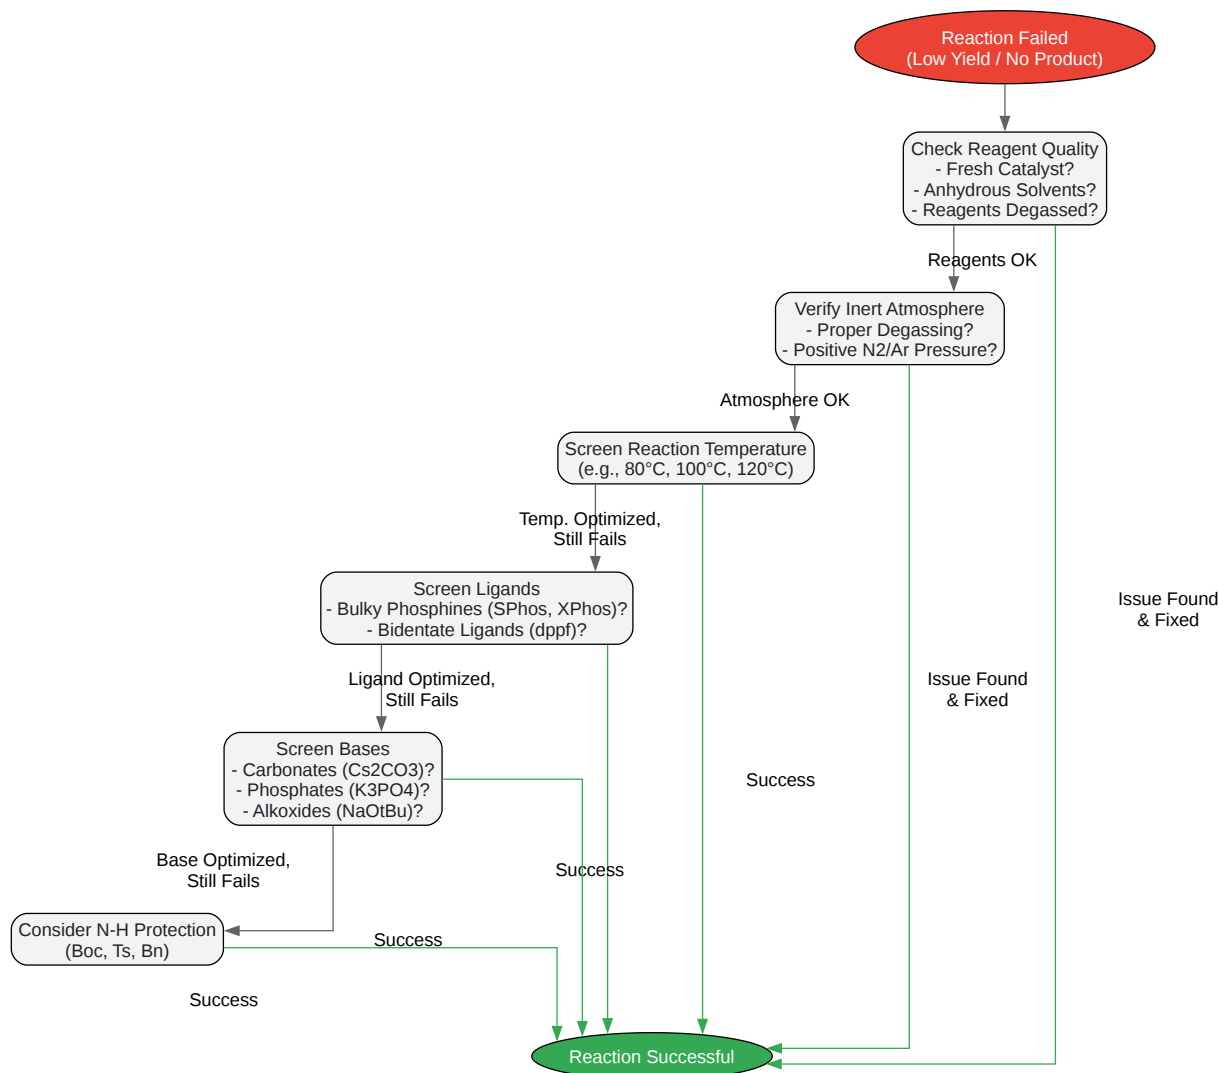 Reaction Failed
(Low Yield / No Product)
Check Reagent Quality
- Fresh Catalyst?
- Anhydrous Solvents?
- Reagents Degassed?
Reagents OK
Verify Inert Atmosphere
- Proper Degassing?
- Positive N2/Ar Pressure?
Atmosphere OK
Screen Reaction Temperature
(e.g., 80°C, 100°C, 120°C)
Temp. Optimized,
Still Fails
Screen Ligands
- Bulky Phosphines (SPhos, XPhos)?
- Bidentate Ligands (dppf)?
Issue Found
& Fixed
Ligand Optimized,
Still Fails
Issue Found
& Fixed
Screen Bases
- Carbonates (Cs2CO3)?
- Phosphates (K3PO4)?
- Alkoxides (NaOtBu)?
Success
Base Optimized,
Still Fails
Success
Consider N-H Protection
(Boc, Ts, Bn)
Success
Success
Reaction Successful